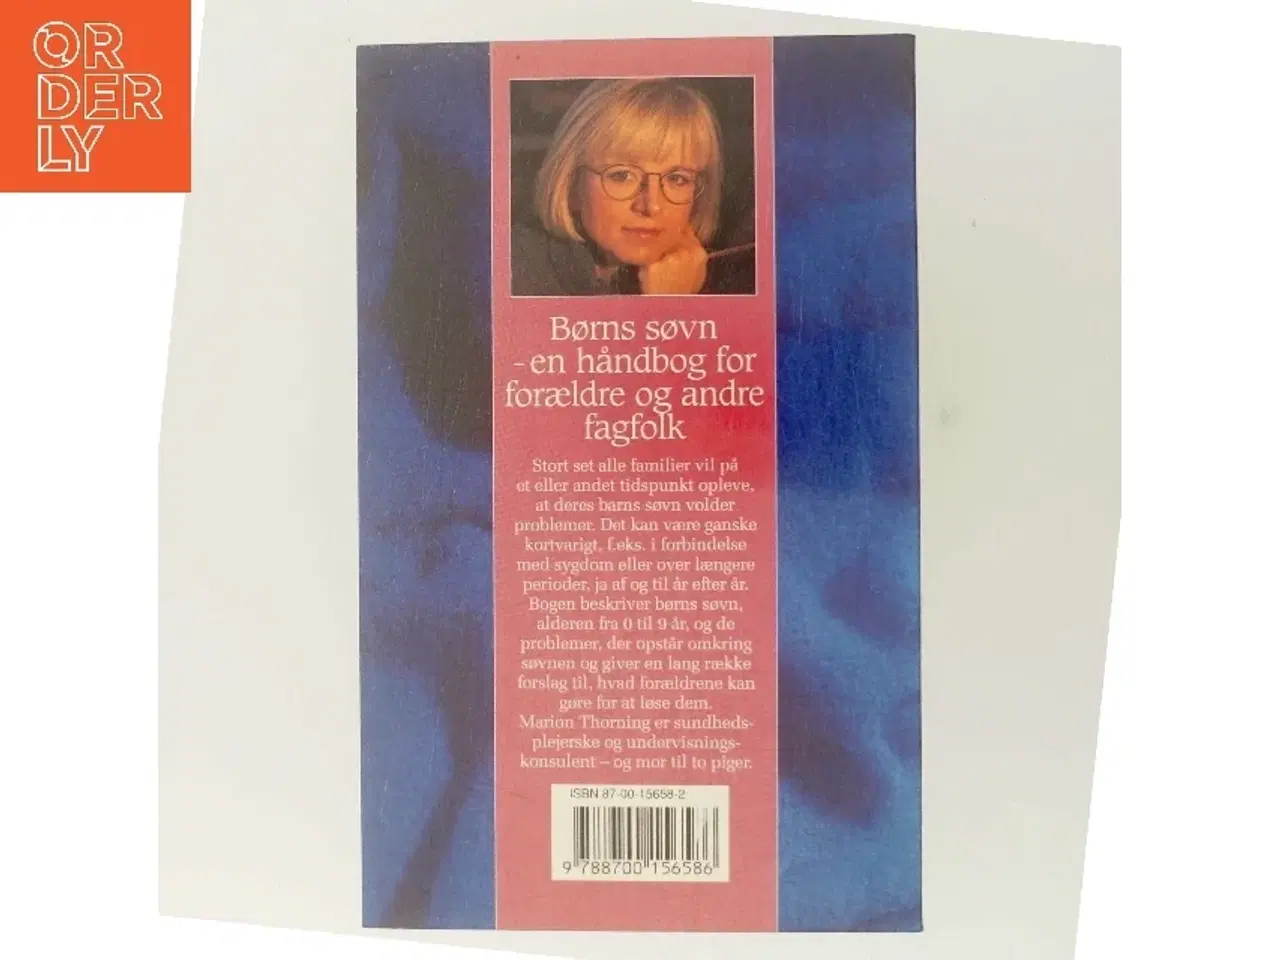 OR
DER
LY
Børns søvn
- en håndbog for
forældre og andre
fagfolk
Stort set alle familier vil på
et eller andet tidspunkt opleve,
at deres barns søvn volder
problemer. Det kan være ganske
kortvarigt, f.eks. i forbindelse
med sygdom eller over længere
perioder, ja af og til år efter år.
Bogen beskriver børns søvn,
alderen fra 0 til 9 år, og de
problemer, der opstår omkring
søvnen og giver en lang række
forslag til, hvad forældrene kan
gøre for at løse dem.
Marion Thorning er sundheds-
plejerske og undervisnings-
konsulent – og mor til to piger.
ISBN 87-00-15658-2
9 788700 156586